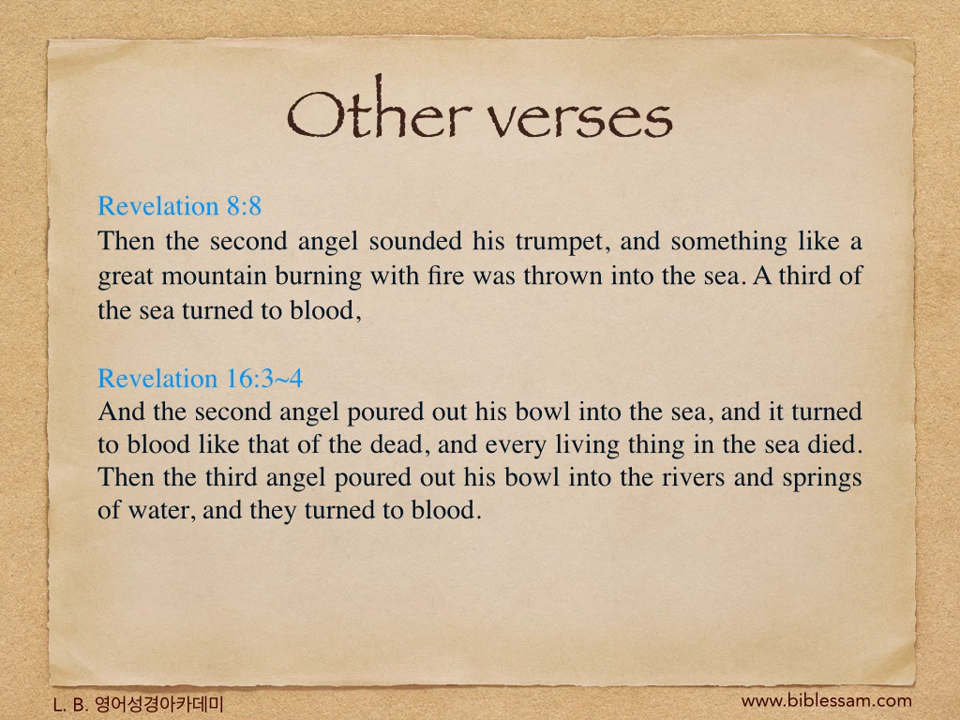 Other verses
Revelation 8:8
Then the second angel sounded his trumpet, and something like a
great mountain burning with fire was thrown into the sea. A third of
the sea turned to blood,
Revelation 16:3~4
And the second angel poured out his bowl into the sea, and it turned
to blood like that of the dead, and every living thing in the sea died.
Then the third angel poured out his bowl into the rivers and springs
of water, and they turned to blood.
L. B. 영어성경아카데미
www.biblessam.com